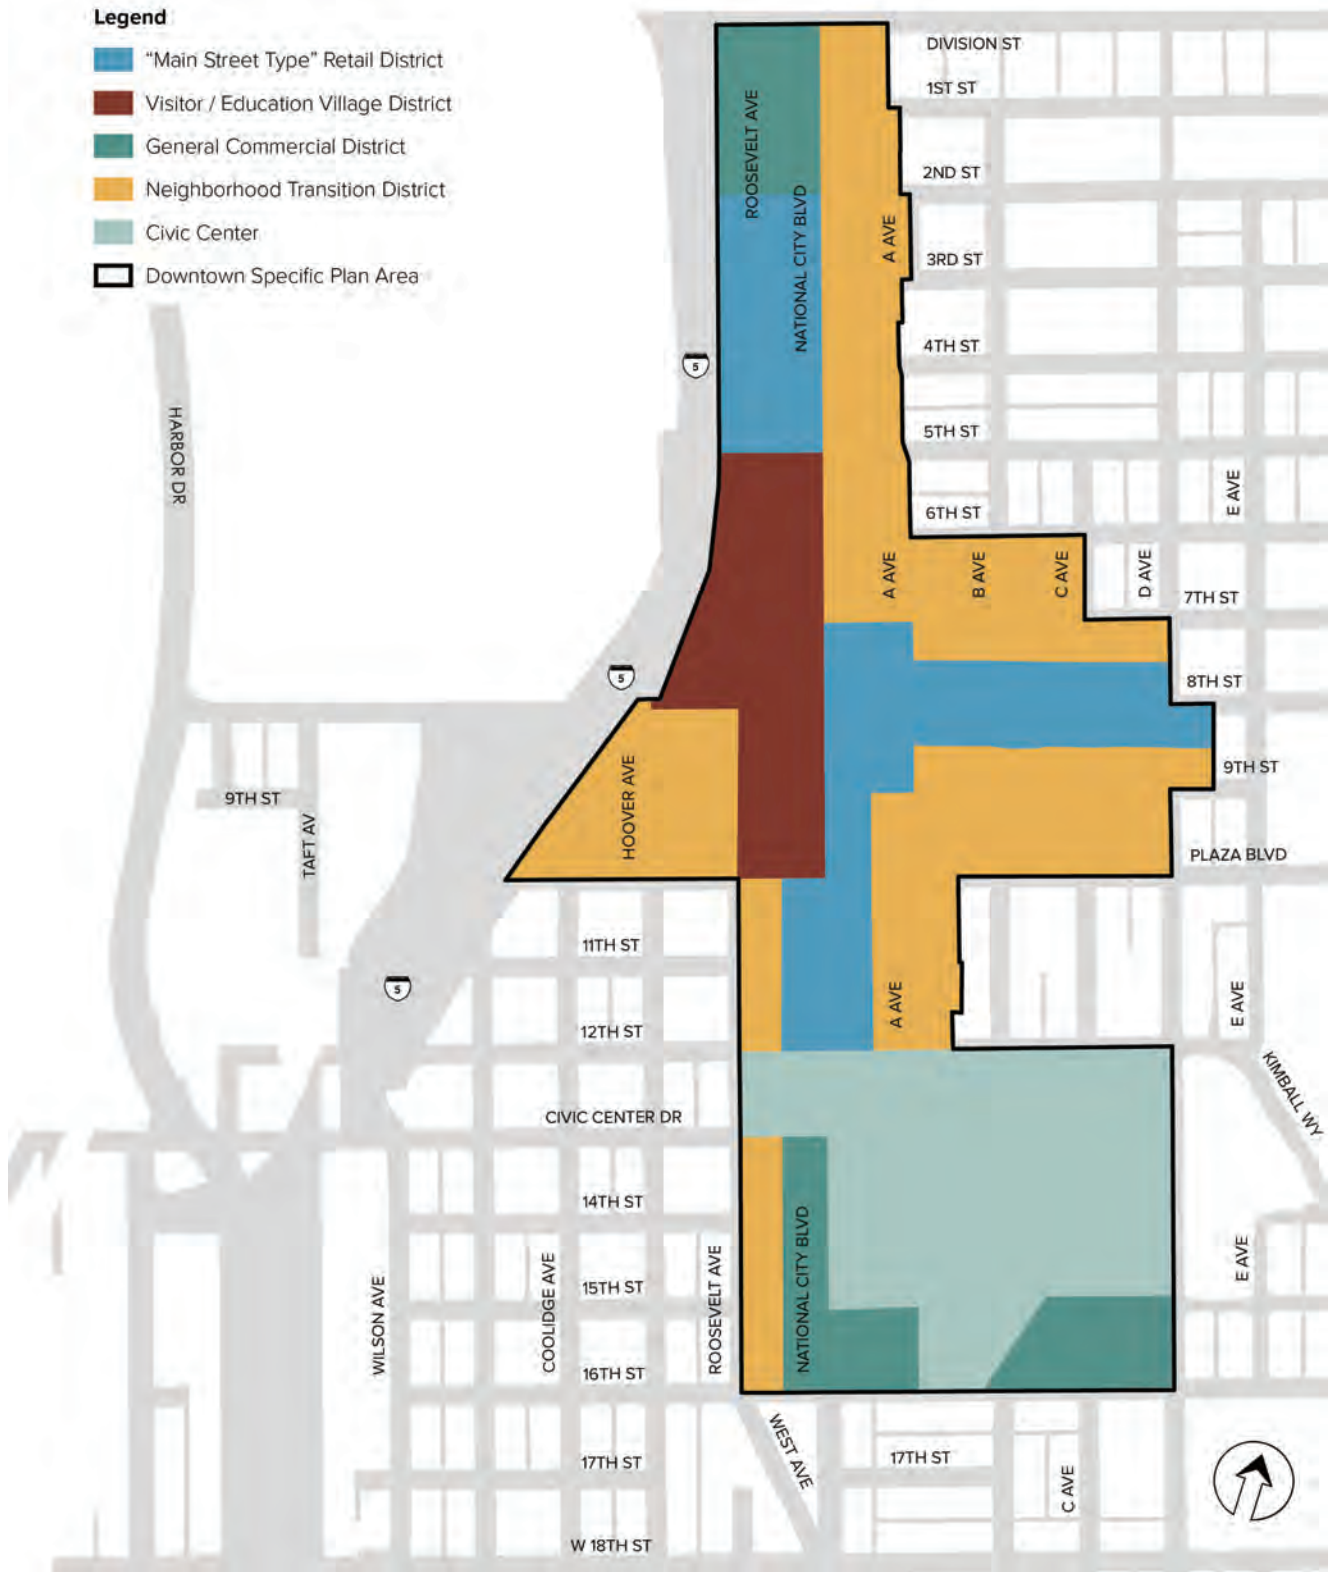 Legend
“Main Street Type” Retail District
Visitor / Education Village District
General Commercial District
Neighborhood Transition District
Civic Center
Downtown Specific Plan Area
DIVISION ST
1ST ST
ROOSEVELT AVE
2ND ST
A AVE
NATIONAL CITY BLVD
3RD ST
4TH ST
5
HARBOR DR
5TH ST
E AVE
6TH ST
A AVE
B AVE
C AVE
D AVE
7TH ST
5
8TH ST
9TH ST
9TH ST
HOOVER AVE
TAFT AV
PLAZA BLVD
11TH ST
5
A AVE
E AVE
12TH ST
KIMBALL WY
CIVIC CENTER DR
14TH ST
NATIONAL CITY BLVD
E AVE
15TH ST
WILSON AVE
COOLIDGE AVE
ROOSEVELT AVE
16TH ST
WEST AVE
17TH ST
17TH ST
C AVE
W 18TH ST